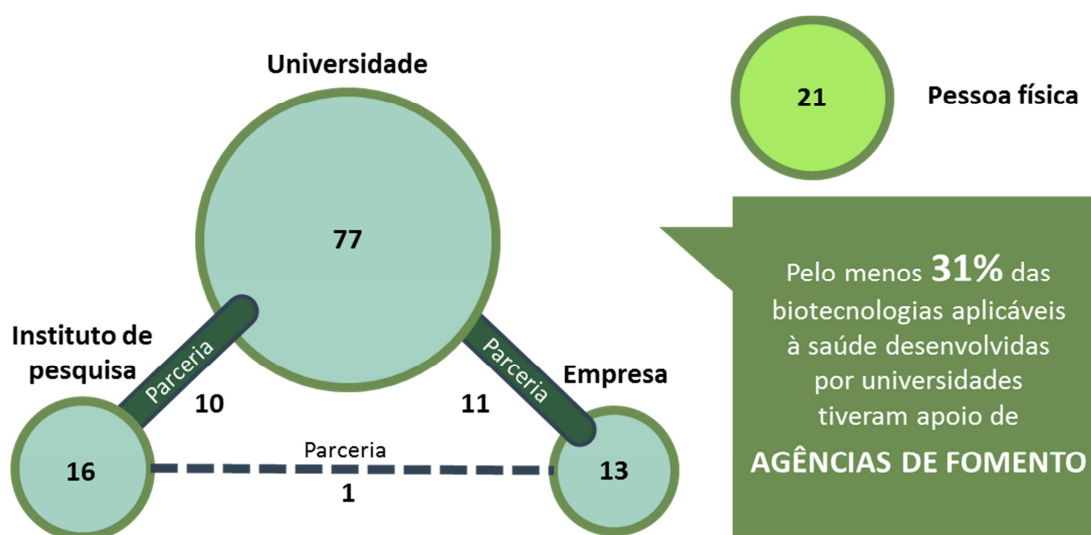 Universidade
77
21
Pessoa física
Instituto de
pesquisa
Parceria
10
Parceria
11
Empresa
16
Parceria
1
13
Pelo menos 31% das
biotecnologias aplicáveis
à saúde desenvolvidas
por universidades
tiveram apoio de
AGÊNCIAS DE FOMENTO